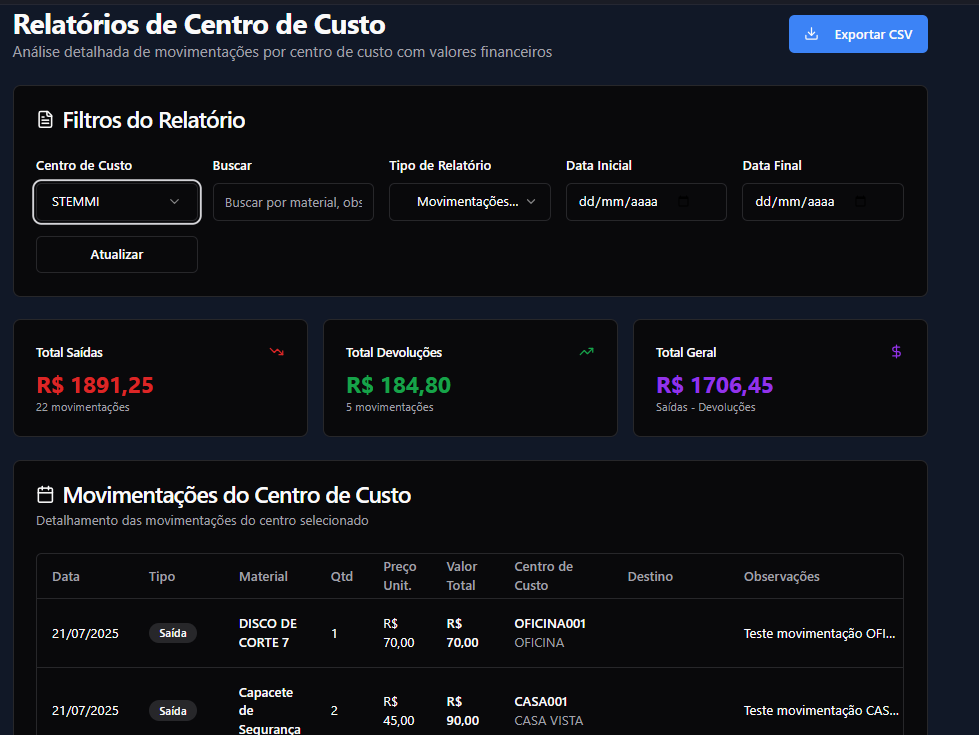 Relatórios de Centro de Custo
Análise detalhada de movimentações por centro de custo com valores financeiros
Exportar CSV
Filtros do Relatório
Centro de Custo
Buscar
Tipo de Relatório
Data Inicial
Data Final
STEMMI
Buscar por material, obs
Movimentações...
dd/mm/aaaa
dd/mm/aaaa
Atualizar
Total Saídas
R$ 1891,25
22 movimentações
Total Devoluções
R$ 184,80
5 movimentações
Total Geral
$
R$ 1706,45
Saídas - Devoluções
Movimentações do Centro de Custo
Detalhamento das movimentações do centro selecionado
Data
Tipo
Material
Qtd
Preço
Unit.
Valor
Total
Centro de
Custo
Destino
Observações
21/07/2025
Saída
DISCO DE
CORTE 7
1
R$
70,00
R$
70,00
OFICINA001
OFICINA
Teste movimentação OFI...
21/07/2025
Saída
Capacete
de
Segurança
2
R$
45,00
R$
90,00
CASA001
CASA VISTA
Teste movimentação CAS...